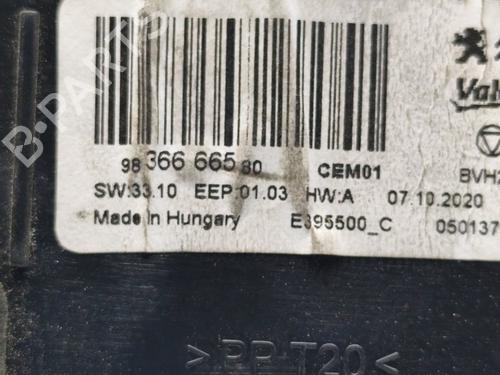 B-PARTS
98 366 665 80 CEM01
SW:33.10 EEP:01.03 HW:A 07.10.2020
Made In Hungary E395500_C
>PP T20<